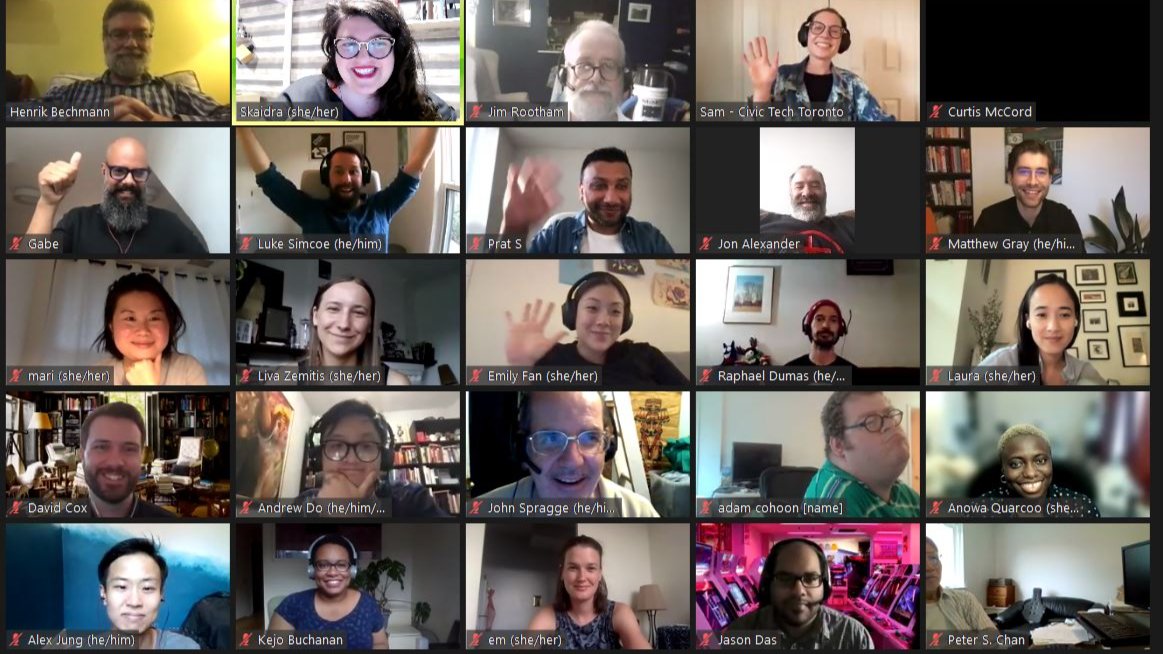 Henrik Bechmann
Skaidra (she/her)
Jim Rootham
Sam - Civic Tech Toronto
Curtis McCord
Gabe
Luke Simcoe (he/him)
Prat S
Jon Alexander
Matthew Gray (he/hi...
mari (she/her)
Liva Zemitis (she/her)
Emily Fan (she/her)
Raphael Dumas (he/...
Laura (she/her)
David Cox
Andrew Do (he/him/...
John Spragge (he/hi...
adam cohoon [name]
Anowa Quarcoo (she...
Alex Jung (he/him)
Kejo Buchanan
em (she/her)
Jason Das
Peter S. Chan